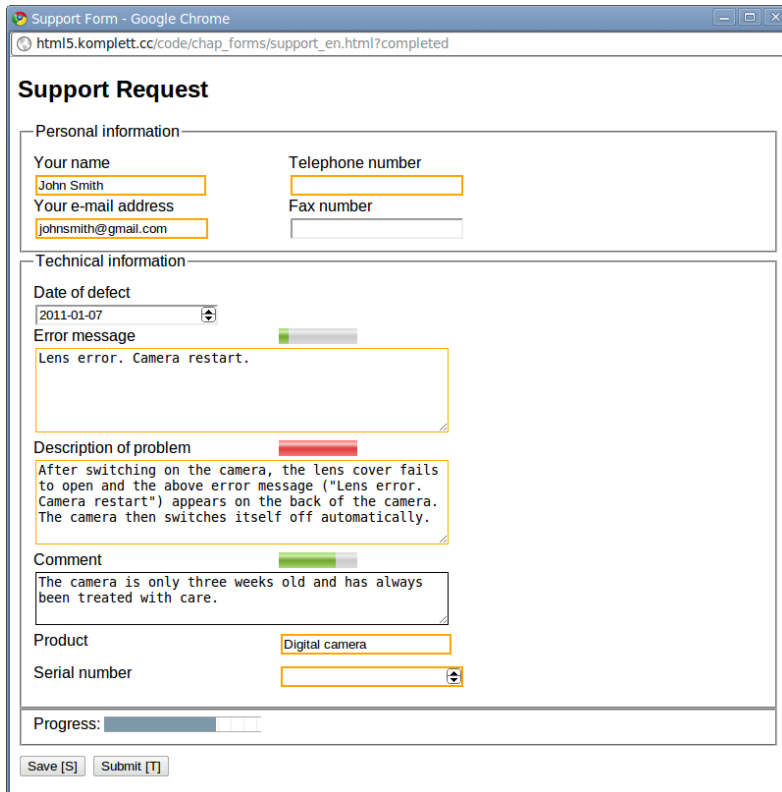 Support Form - Google Chrome
html5.komplett.cc/code/chap_forms/support_en.html?completed
Support Request
Personal information
Your name
Telephone number
John Smith
Your e-mail address
Fax number
johnsmith@gmail.com
Technical information
Date of defect
2011-01-07
Error message
Lens error. Camera restart.
Description of problem
After switching on the camera, the lens cover fails
to open and the above error message ("Lens error.
Camera restart") appears on the back of the camera.
The camera then switches itself off automatically.
Comment
The camera is only three weeks old and has always
been treated with care.
Product
Digital camera
Serial number
Progress:
Save [S]
Submit [T]